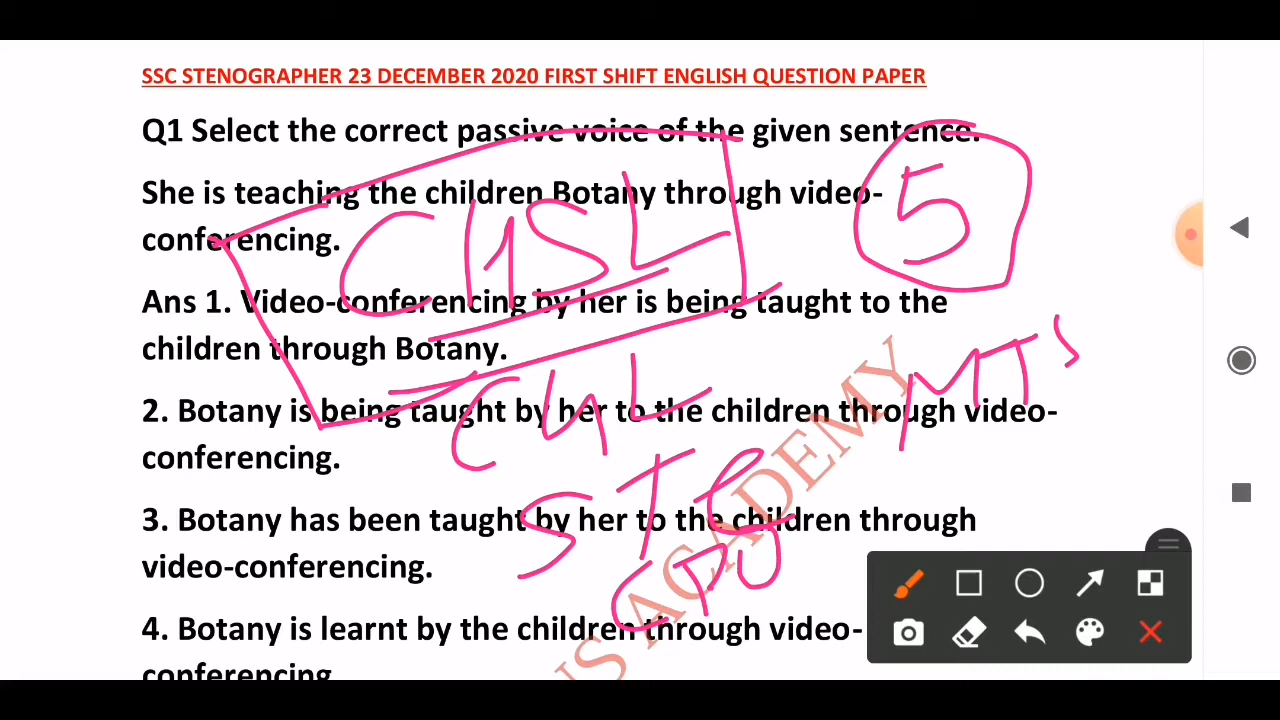 SSC STENOGRAPHER 23 DECEMBER 2020 FIRST SHIFT ENGLISH QUESTION PAPER
Q1 Select the correct passive voice of the given sentence.
She is teaching the children Botany through video-
conferencing.
5
CHSL
Ans 1. Video-conferencing by her is being taught to the
children through Botany.
MTS
CGL
2. Botany is being taught by her to the children through video-
conferencing.
3. Botany has been taught by her to the children through
video-conferencing.
CPO
4. Botany is learnt by the children through video-
conferencing
NS ACADEMY